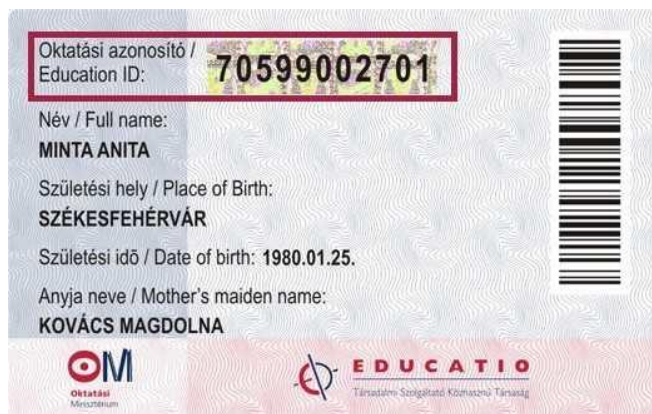 Oktatási azonosító /
Education ID: 70599002701
Név / Full name:
MINTA ANITA
Születési hely / Place of Birth:
SZÉKESFEHÉRVÁR
Születési idő / Date of birth: 1980.01.25.
Anyja neve / Mother's maiden name:
KOVÁCS MAGDOLNA
OM
Oktatási
Minisztérium
EDUCATIO
Társadalmi Szolgáltató Közhasznú Társaság